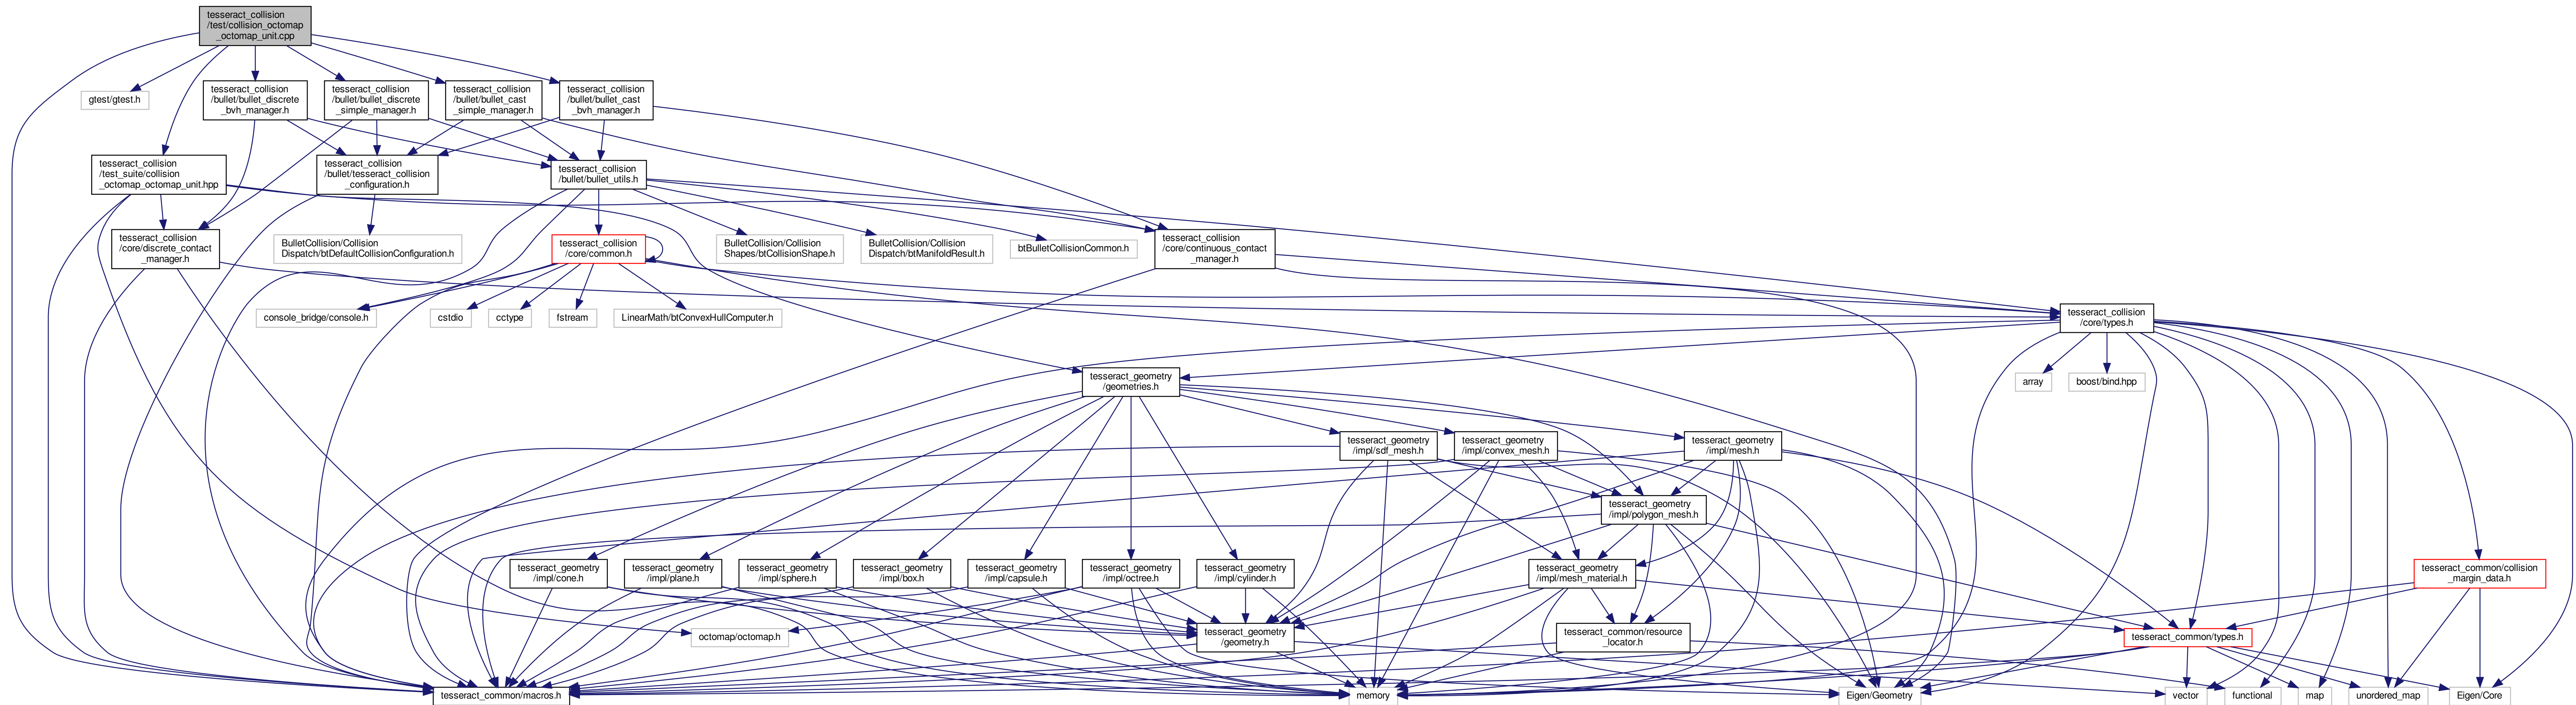 tesseract_collision
/test/collision_octomap
_octomap_unit.cpp
gtest/gtest.h
tesseract_collision
/bullet/bullet_discrete
_bvh_manager.h
tesseract_collision
/bullet/bullet_discrete
_simple_manager.h
tesseract_collision
/bullet/bullet_cast
_simple_manager.h
tesseract_collision
/bullet/bullet_cast
_bvh_manager.h
tesseract_collision
/test_suite/collision
_octomap_octomap_unit.hpp
tesseract_collision
/bullet/tesseract_collision
_configuration.h
tesseract_collision
/bullet/bullet_utils.h
tesseract_collision
/core/discrete_contact
_manager.h
BulletCollision/Collision
Dispatch/btDefaultCollisionConfiguration.h
tesseract_collision
/core/common.h
BulletCollision/Collision
Shapes/btCollisionShape.h
BulletCollision/Collision
Dispatch/btManifoldResult.h
btBulletCollisionCommon.h
tesseract_collision
/core/continuous_contact
_manager.h
console_bridge/console.h
cstdio
cctype
fstream
LinearMath/btConvexHullComputer.h
tesseract_collision
/core/types.h
tesseract_geometry
/geometries.h
array
boost/bind.hpp
tesseract_geometry
/impl/sdf_mesh.h
tesseract_geometry
/impl/convex_mesh.h
tesseract_geometry
/impl/mesh.h
tesseract_geometry
/impl/polygon_mesh.h
tesseract_geometry
/impl/cone.h
tesseract_geometry
/impl/plane.h
tesseract_geometry
/impl/sphere.h
tesseract_geometry
/impl/box.h
tesseract_geometry
/impl/capsule.h
tesseract_geometry
/impl/octree.h
tesseract_geometry
/impl/cylinder.h
tesseract_geometry
/impl/mesh_material.h
tesseract_common/collision
_margin_data.h
octomap/octomap.h
tesseract_geometry
/geometry.h
tesseract_common/resource
_locator.h
tesseract_common/types.h
tesseract_common/macros.h
memory
Eigen/Geometry
vector
functional
map
unordered_map
Eigen/Core